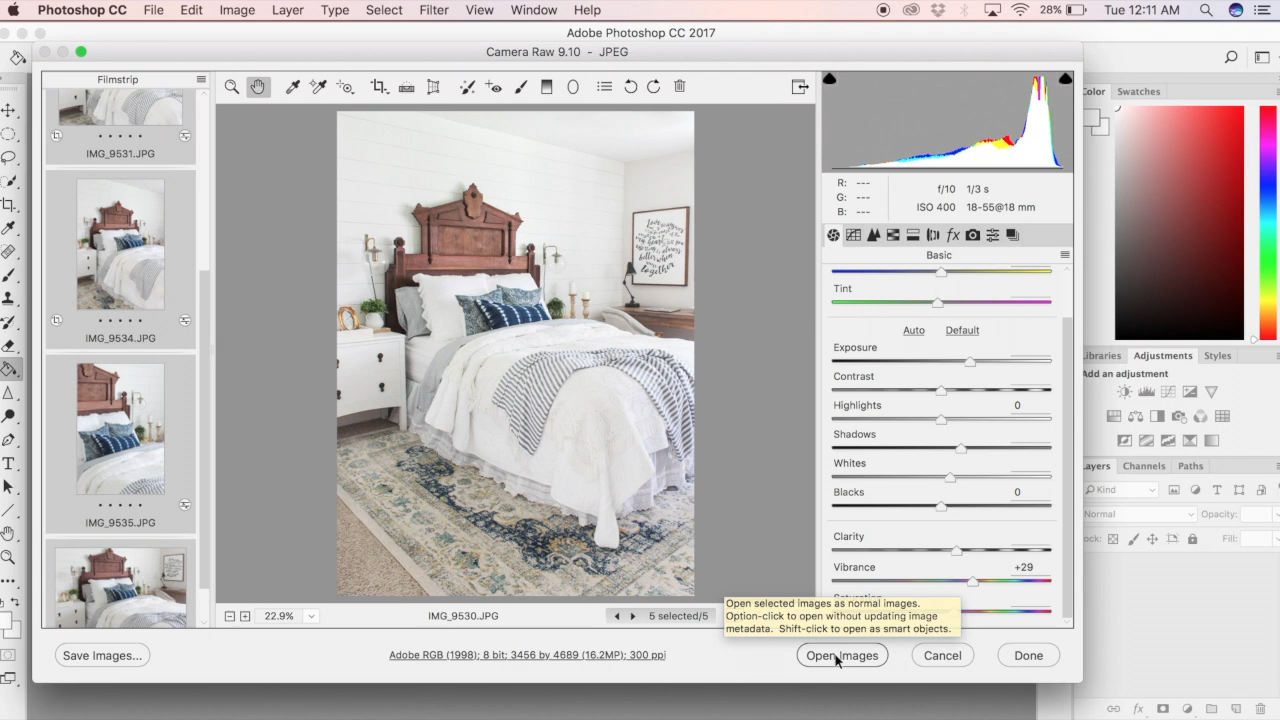 Photoshop CC File Edit Image Layer Type Select Filter View Window Help 28% Tue 12:11 AM
Adobe Photoshop CC 2017
Camera Raw 9.10 - JPEG
Filmstrip
IMG_9531.JPG
IMG_9534.JPG
IMG_9535.JPG
22.9%
IMG_9530.JPG
5 selected/5
R: ---
G: ---
B: ---
f/10 1/3 s
ISO 400 18-55@18 mm
Basic
Tint
Auto Default
Exposure
Contrast
Highlights 0
Shadows
Whites
Blacks 0
Clarity
Vibrance +29
Open selected images as normal images.
Option-click to open without updating image
metadata. Shift-click to open as smart objects.
Save Images...
Adobe RGB (1998); 8 bit; 3456 by 4689 (16.2MP); 300 ppi
Open Images
Cancel
Done
Color Swatches
Libraries Adjustments Styles
Add an adjustment
Layers Channels Paths
Kind
Normal Opacity:
Fill:
together